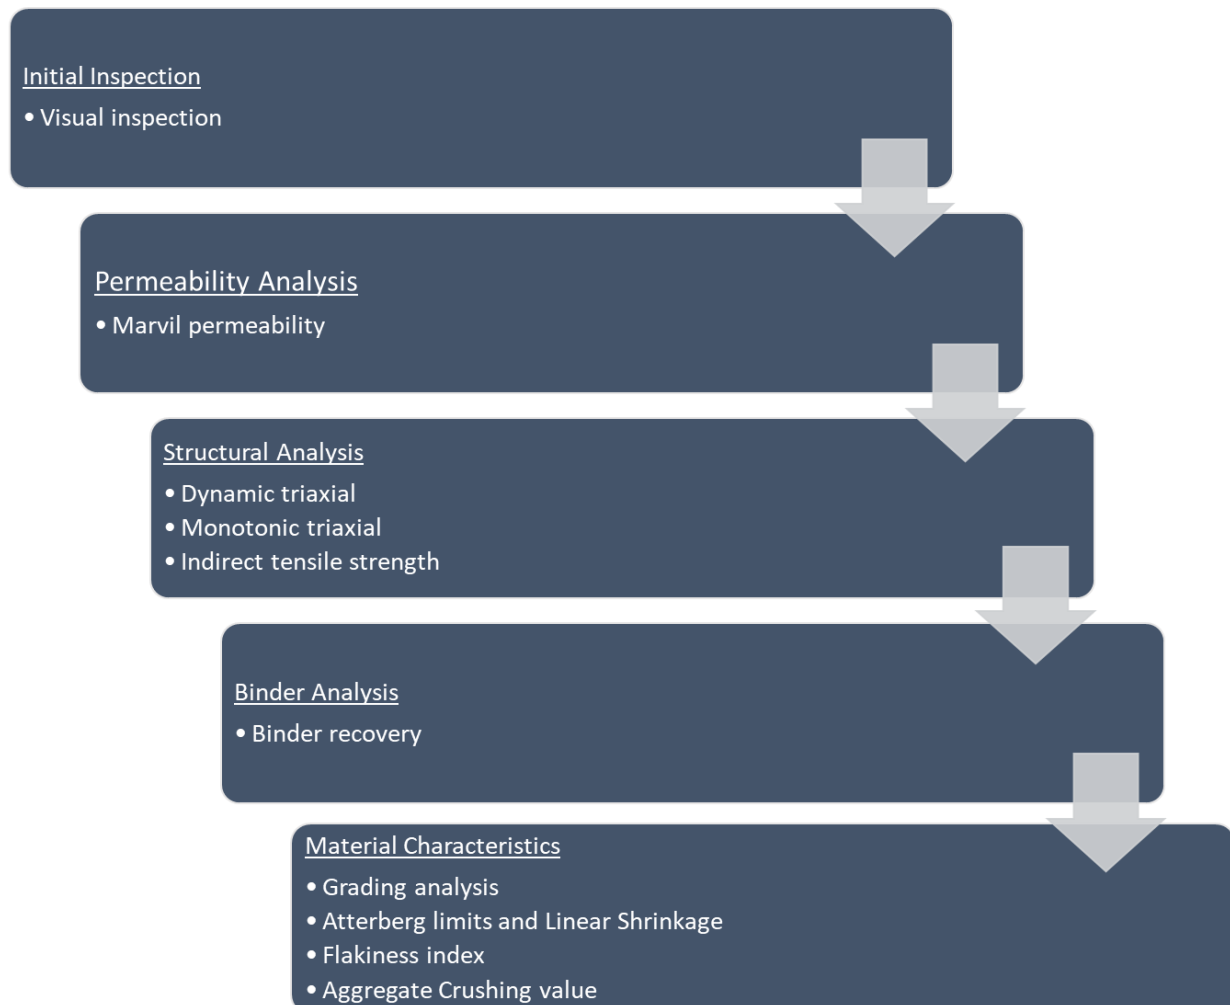 Initial Inspection
• Visual inspection
Permeability Analysis
• Marvil permeability
Structural Analysis
• Dynamic triaxial
• Monotonic triaxial
• Indirect tensile strength
Binder Analysis
• Binder recovery
Material Characteristics
• Grading analysis
• Atterberg limits and Linear Shrinkage
• Flakiness index
• Aggregate Crushing value